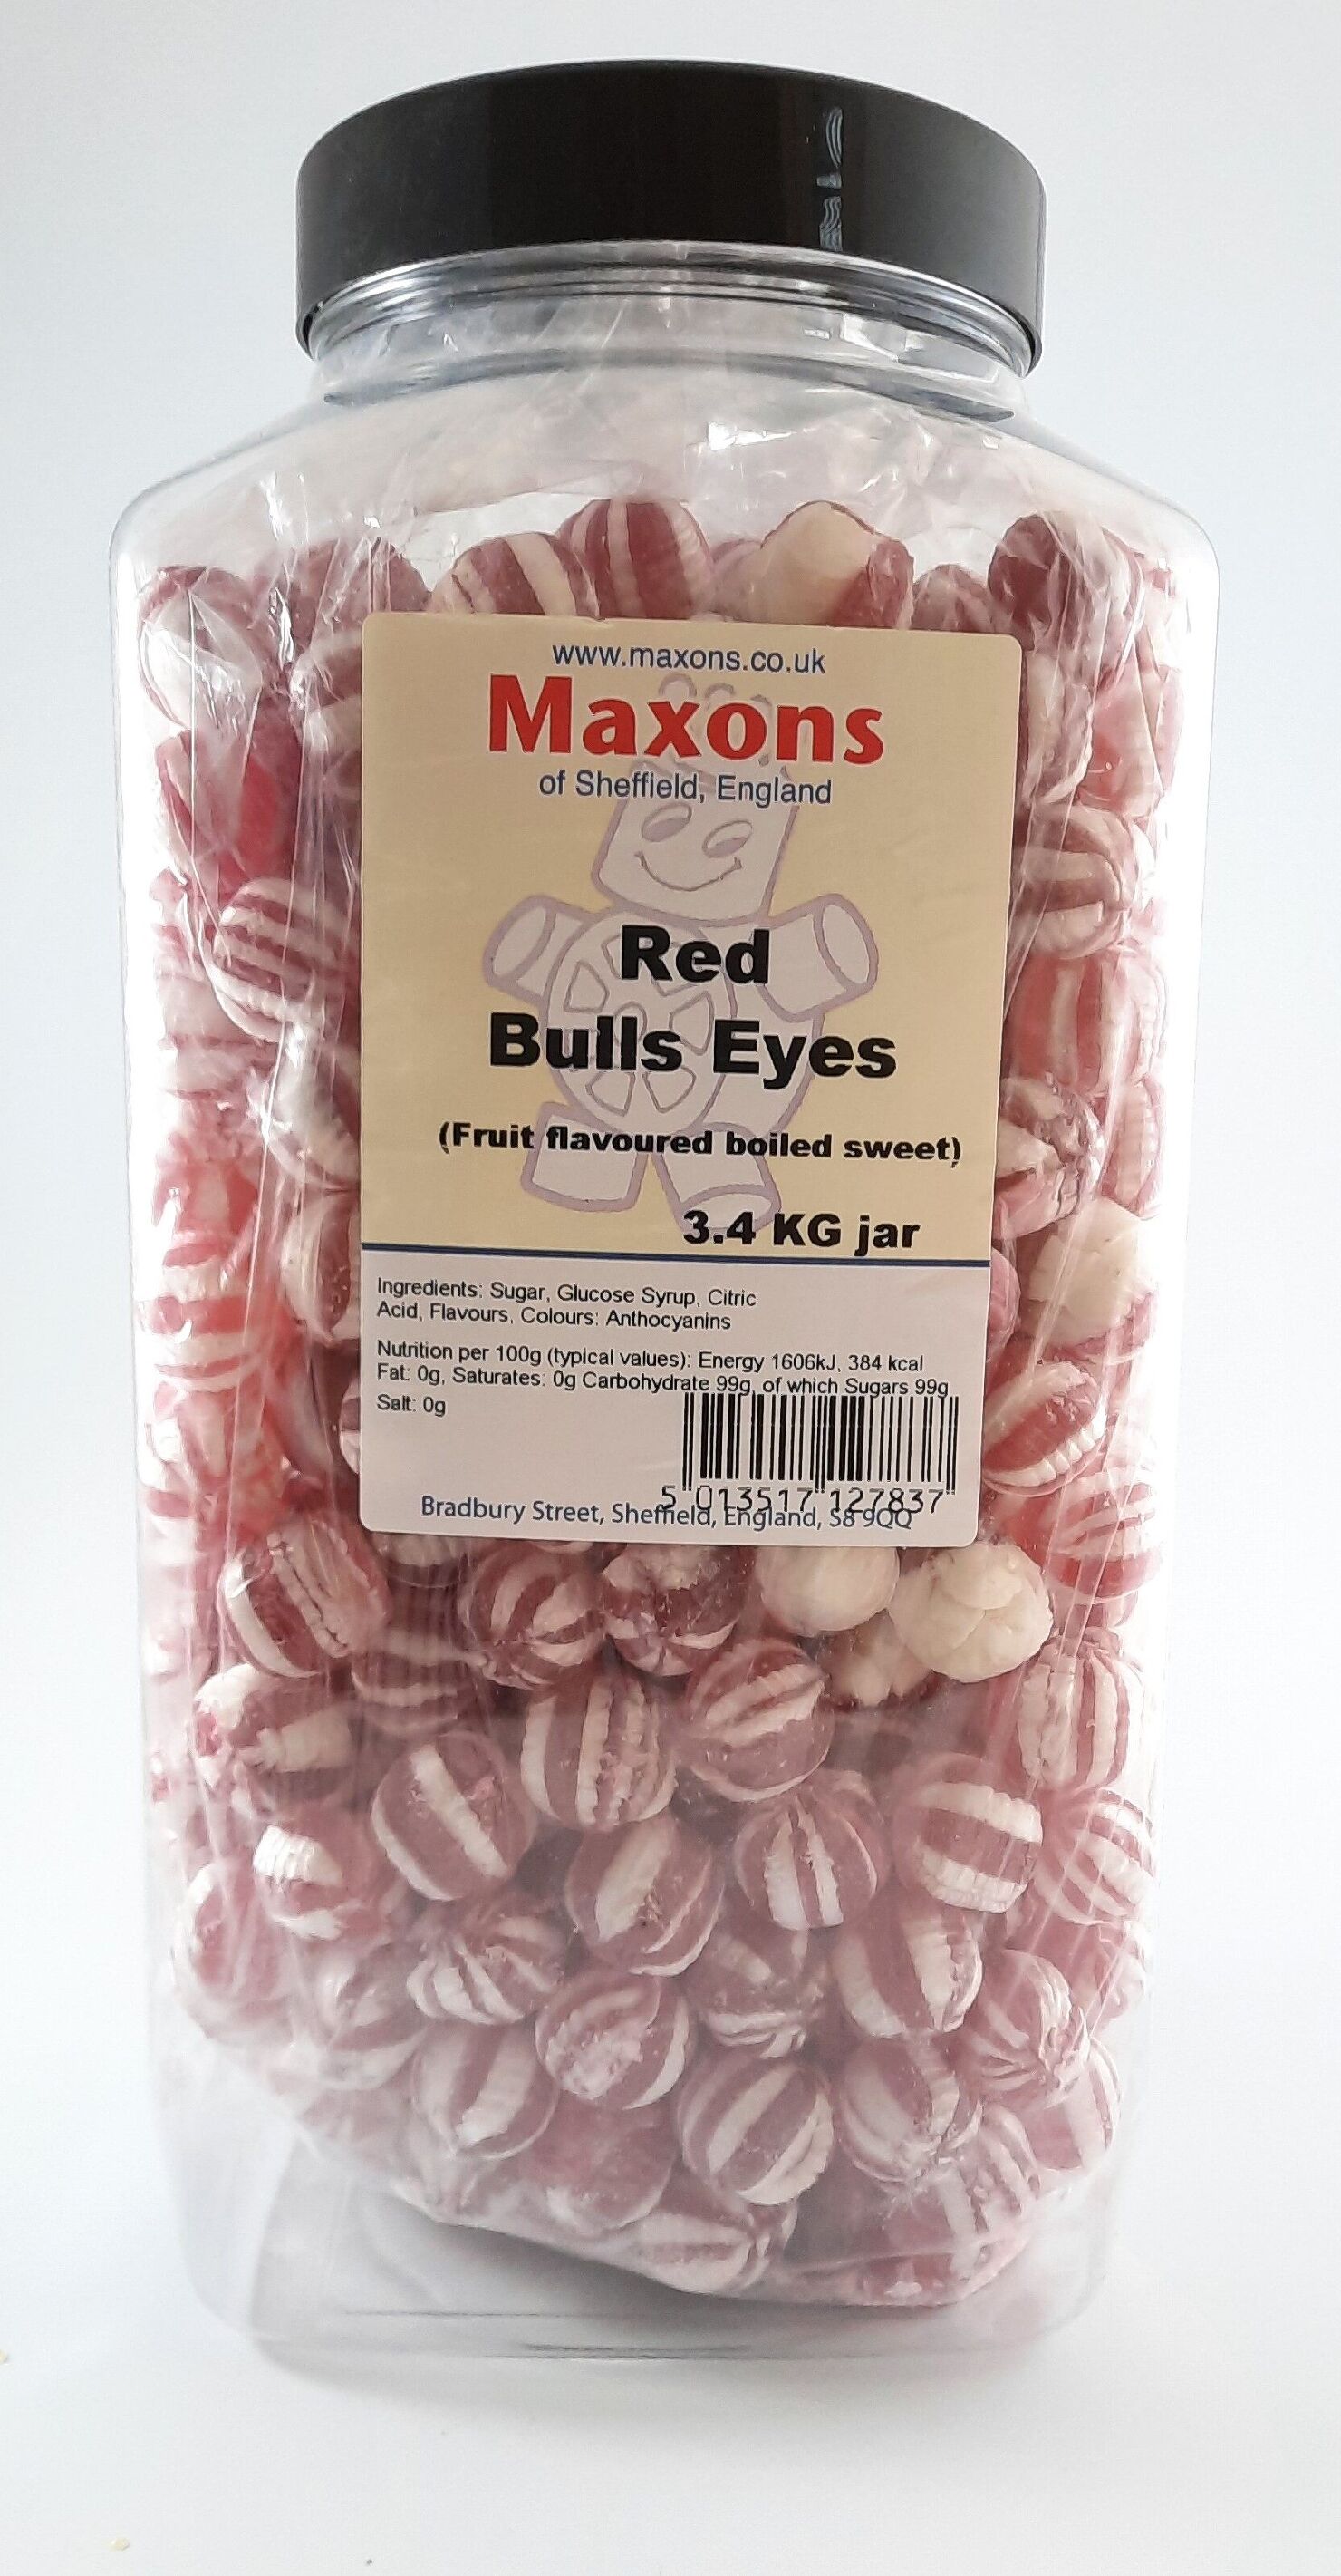 www.maxons.co.uk
Maxons
of Sheffield, England
Red
Bulls Eyes
(Fruit flavoured boiled sweet)
3.4 KG jar
Ingredients: Sugar, Glucose Syrup, Citric
Acid, Flavours, Colours: Anthocyanins
Nutrition per 100g (typical values): Energy 1606kJ, 384 kcal
Fat: 0g, Saturates: 0g Carbohydrate 99g, of which Sugars 99g
Salt: 0g
5 013517 127837
Bradbury Street, Sheffield, England, S8 9QQ